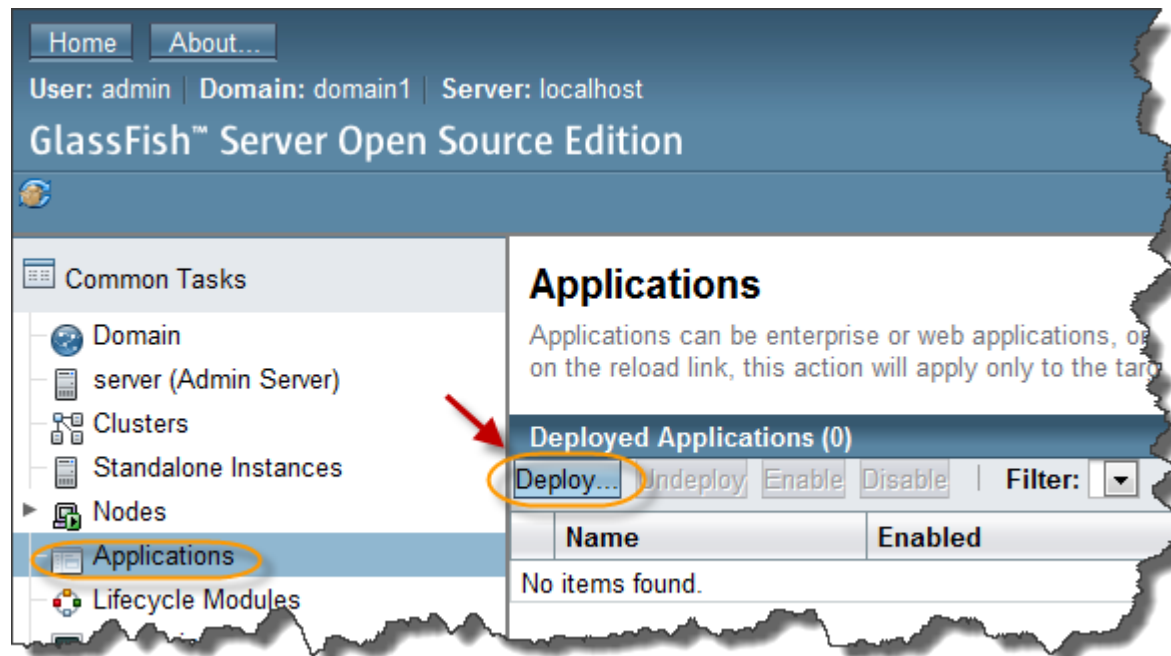 Home About...
User: admin Domain: domain1 Server: localhost
GlassFish™ Server Open Source Edition
Common Tasks
Domain
server (Admin Server)
Clusters
Standalone Instances
Nodes
Applications
Lifecycle Modules
Applications
Applications can be enterprise or web applications, or
on the reload link, this action will apply only to the
Deployed Applications (0)
Deploy... Undeploy Enable Disable Filter:
Name Enabled
No items found.